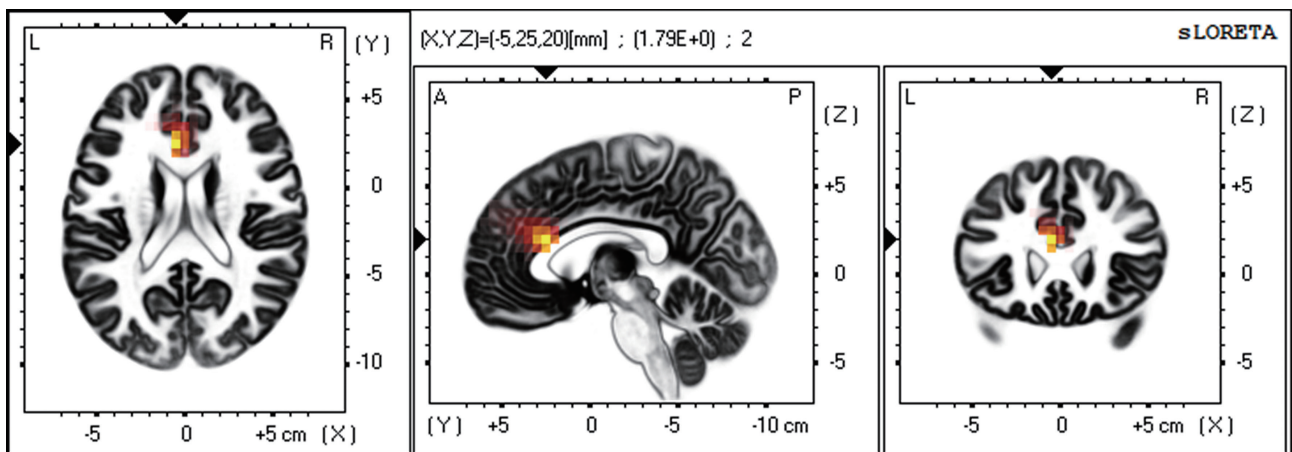 (X,Y,Z)=(-5,25,20)[mm] ; (1.79E+0) ; 2
sLORETA
L R (Y)
+5
0
-5
-10
-5 0 +5 cm (X)
A P (Z)
+5
0
-5
(Y) +5 0 -5 -10 cm
L R (Z)
+5
0
-5
-5 0 +5 cm (X)